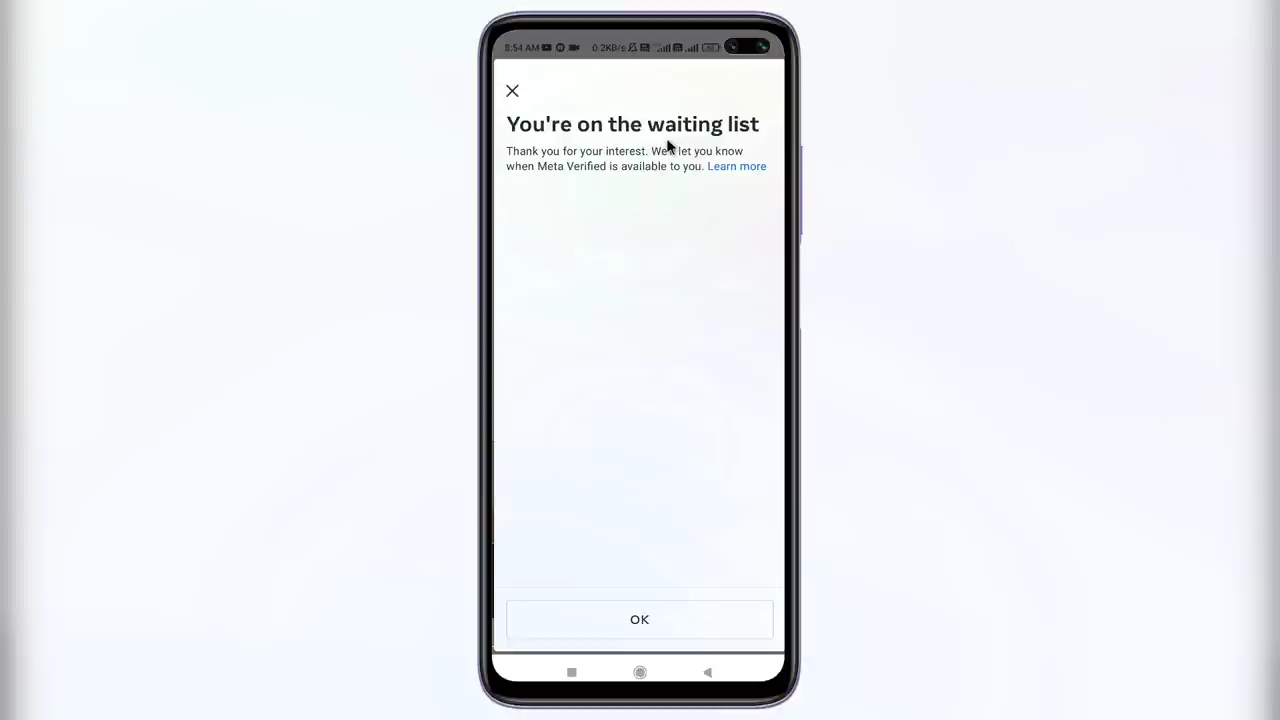 8:54 AM 0.2KB/s
You're on the waiting list
Thank you for your interest. We'll let you know
when Meta Verified is available to you. Learn more
OK